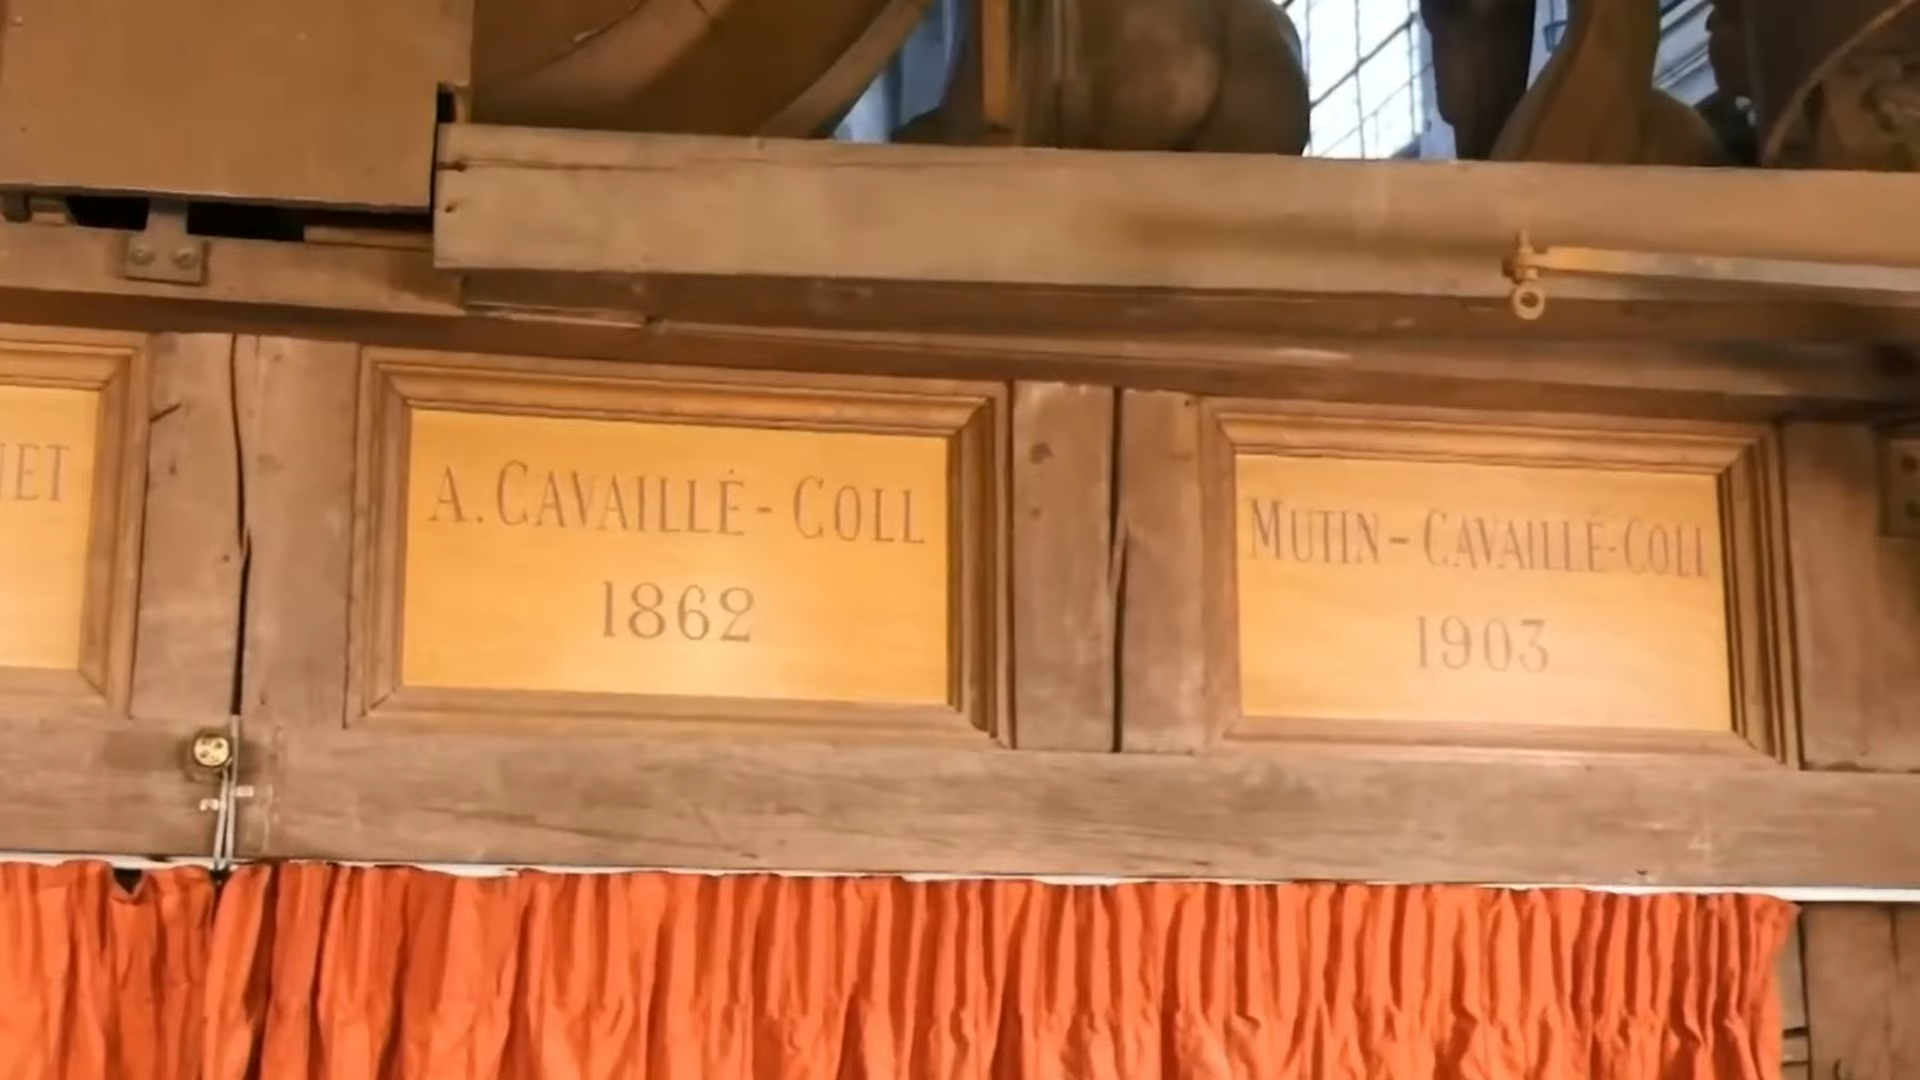 A. CAVAILLÉ - COLL
1862
MUTIN - CAVAILLÉ-COLL
1903